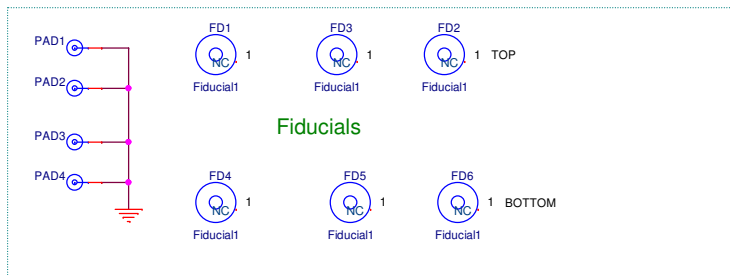 PAD1
PAD2
PAD3
PAD4
FD1 FD3 FD2
NC 1 NC 1 NC 1 TOP
Fiducial1 Fiducial1 Fiducial1
Fiducials
FD4 FD5 FD6
NC 1 NC 1 NC 1 BOTTOM
Fiducial1 Fiducial1 Fiducial1